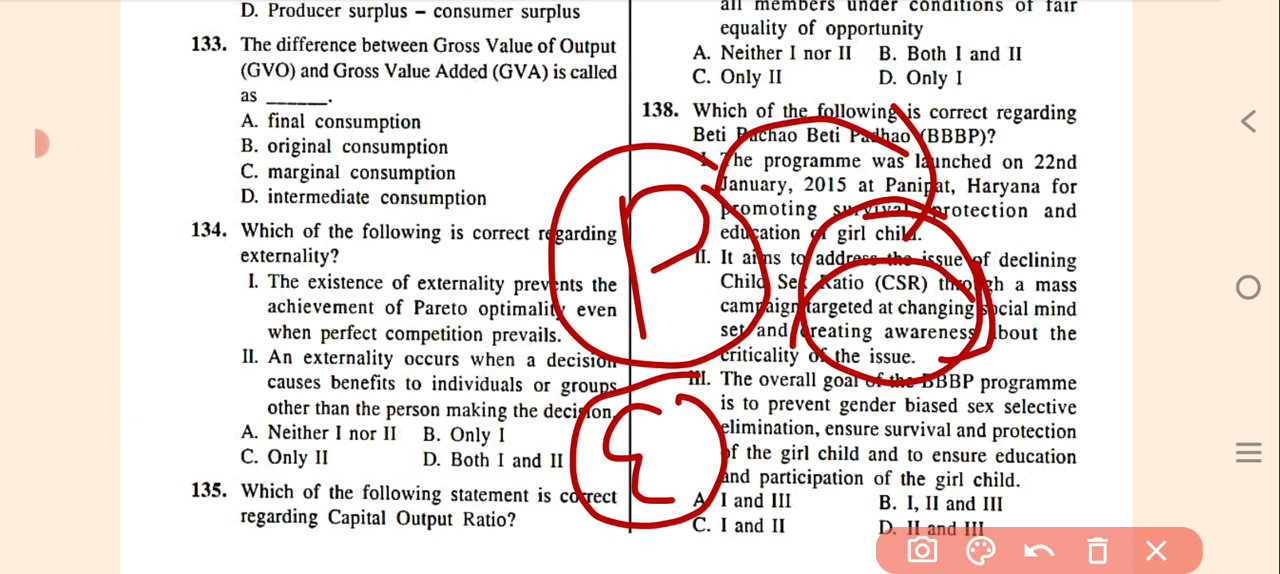 D. Producer surplus – consumer surplus
133. The difference between Gross Value of Output
(GVO) and Gross Value Added (GVA) is called
as ______.
A. final consumption
B. original consumption
C. marginal consumption
D. intermediate consumption
134. Which of the following is correct regarding
externality?
I. The existence of externality prevents the
achievement of Pareto optimality even
when perfect competition prevails.
II. An externality occurs when a decision
causes benefits to individuals or groups
other than the person making the decision.
A. Neither I nor II B. Only I
C. Only II D. Both I and II
135. Which of the following statement is correct
regarding Capital Output Ratio?
all members under conditions of fair
equality of opportunity
A. Neither I nor II B. Both I and II
C. Only II D. Only I
138. Which of the following is correct regarding
Beti Bachao Beti Padhao (BBBP)?
I. The programme was launched on 22nd
January, 2015 at Panipat, Haryana for
promoting survival, protection and
education of girl child.
II. It aims to address the issue of declining
Child Sex Ratio (CSR) through a mass
campaign targeted at changing social mind
set and creating awareness about the
criticality of the issue.
III. The overall goal of the BBBP programme
is to prevent gender biased sex selective
elimination, ensure survival and protection
of the girl child and to ensure education
and participation of the girl child.
A. I and III B. I, II and III
C. I and II D. II and III
P